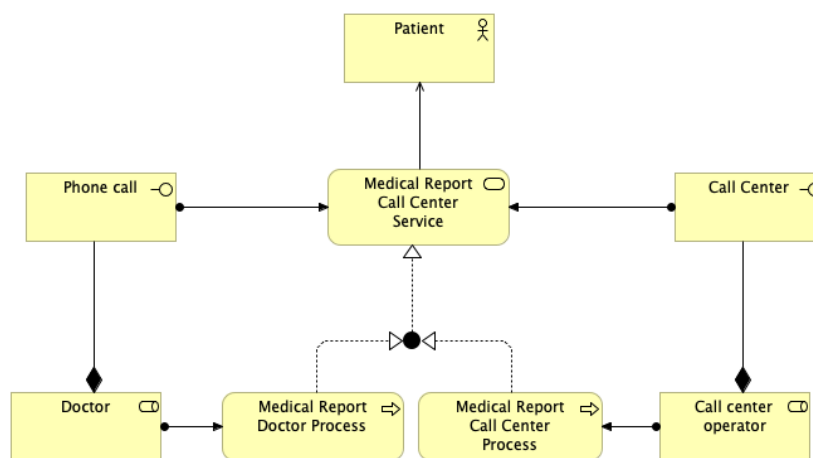 Patient
Phone call
Medical Report
Call Center
Service
Call Center
Doctor
Medical Report
Doctor Process
Medical Report
Call Center
Process
Call center
operator